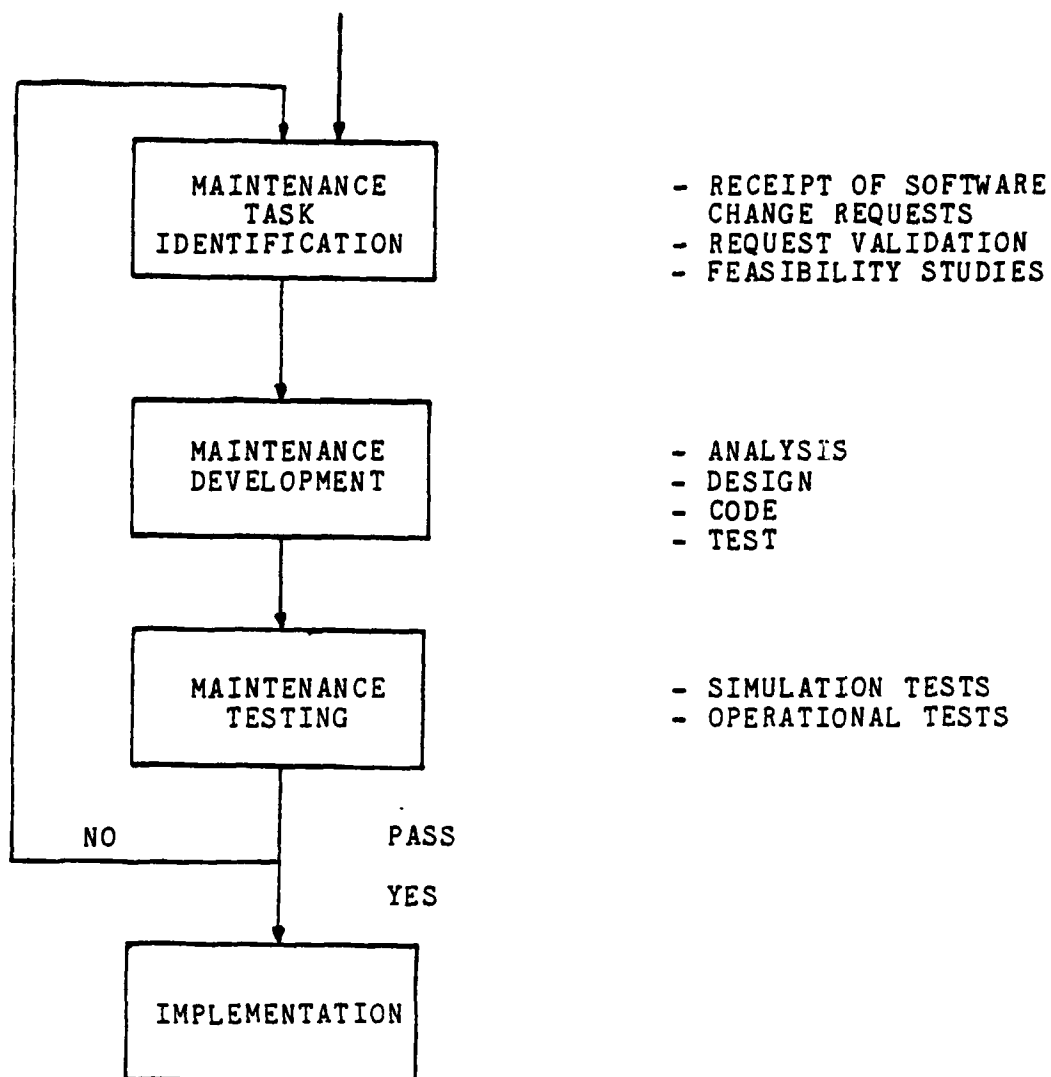 MAINTENANCE
TASK
IDENTIFICATION
- RECEIPT OF SOFTWARE
CHANGE REQUESTS
- REQUEST VALIDATION
- FEASIBILITY STUDIES
MAINTENANCE
DEVELOPMENT
- ANALYSIS
- DESIGN
- CODE
- TEST
MAINTENANCE
TESTING
- SIMULATION TESTS
- OPERATIONAL TESTS
NO
PASS
YES
IMPLEMENTATION